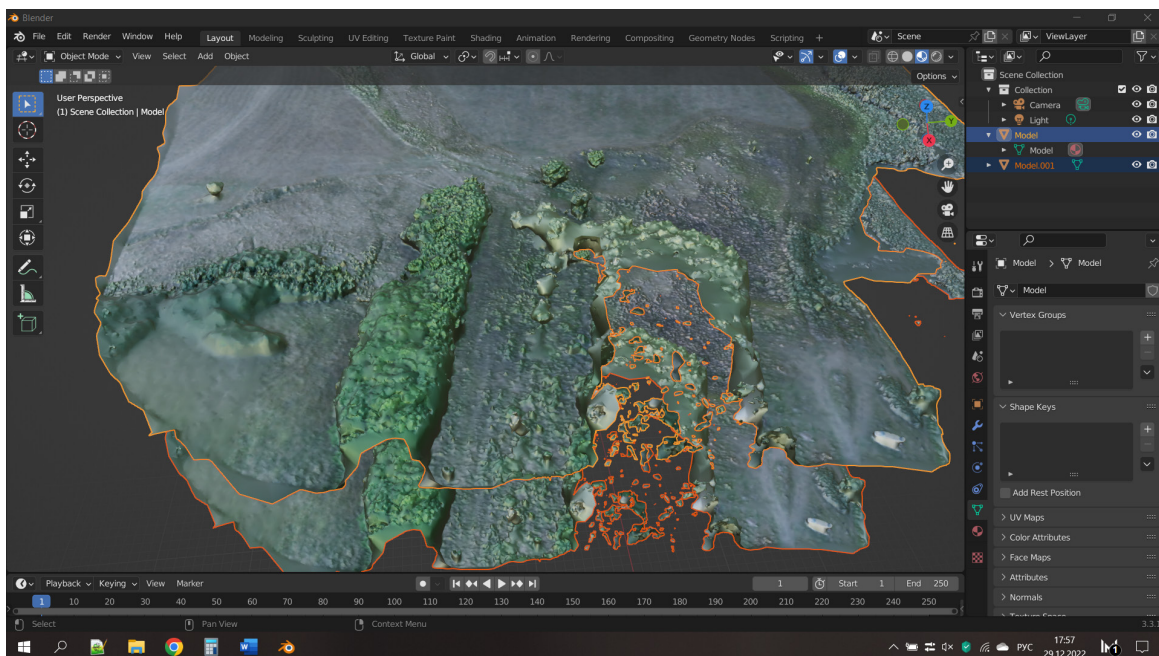 Blender
File Edit Render Window Help Layout Modeling Sculpting UV Editing Texture Paint Shading Animation Rendering Compositing Geometry Nodes Scripting + Scene ViewLayer
Object Mode View Select Add Object Global
Options
User Perspective
(1) Scene Collection | Model
Z
Y
X
Scene Collection
Collection
Camera
Light
Model
Model
Model.001
Model > Model
Model
Vertex Groups
Shape Keys
Add Rest Position
UV Maps
Color Attributes
Face Maps
Attributes
Normals
Texture Space
Playback Keying View Marker 1 Start 1 End 250
1 10 20 30 40 50 60 70 80 90 100 110 120 130 140 150 160 170 180 190 200 210 220 230 240 250
Select Pan View Context Menu 3.3.1
РУС 17:57
29.12.2022